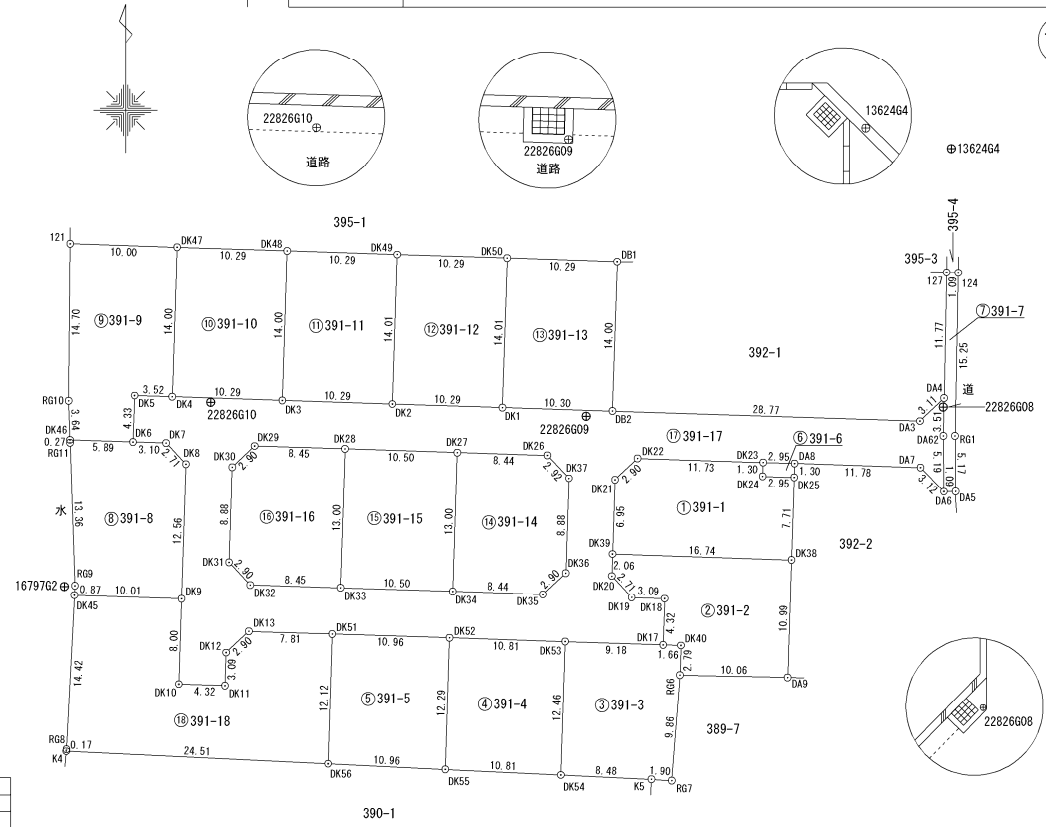 22826G10
道路
22826G09
道路
13624G4
⊕13624G4
395-1
395-4
395-3
121
DK47
DK48
DK49
DK50
DB1
10.00
10.29
10.29
10.29
10.29
127
124
1.09
14.70
⑨391-9
14.00
⑩391-10
14.00
⑪391-11
14.01
⑫391-12
14.01
⑬391-13
14.00
⑦391-7
11.77
15.25
392-1
RG10
3.52
DK5
DK4
10.29
22826G10
DK3
10.29
DK2
10.29
DK1
10.30
22826G09
DB2
28.77
DA4
道
3.11
22826G08
DA3
3.51
3.64
4.33
DK46
0.27
RG11
5.89
DK6
DK7
3.10
2.71
DK8
DK29
2.90
DK30
8.45
DK28
10.50
DK27
8.44
DK26
2.92
DK37
⑰391-17
⑥391-6
DK22
2.90
DK21
11.73
DK23
2.95
DA8
1.30
DK24
2.95
1.30
DK25
11.78
DA7
3.12
DA62
RG1
5.19
1.09
5.17
DA6
DA5
水
13.36
⑧391-8
12.56
8.88
⑯391-16
13.00
⑮391-15
13.00
⑭391-14
8.88
6.95
①391-1
7.71
392-2
DK39
16.74
DK38
16797G2
RG9
0.87
DK45
10.01
DK9
DK31
2.90
DK32
8.45
DK33
10.50
DK34
8.44
DK35
2.90
DK36
2.06
DK20
2.71
DK19
3.09
DK18
②391-2
4.32
10.99
8.00
DK13
2.90
DK12
3.09
7.81
DK51
10.96
DK52
10.81
DK53
9.18
DK17
1.66
DK40
2.79
10.06
DA9
RG6
14.42
DK10
4.32
DK11
⑱391-18
12.12
⑤391-5
12.29
④391-4
12.46
③391-3
9.86
389-7
22826G08
RG8
0.17
K4
24.51
DK56
10.96
DK55
10.81
DK54
8.48
K5
1.90
RG7
390-1